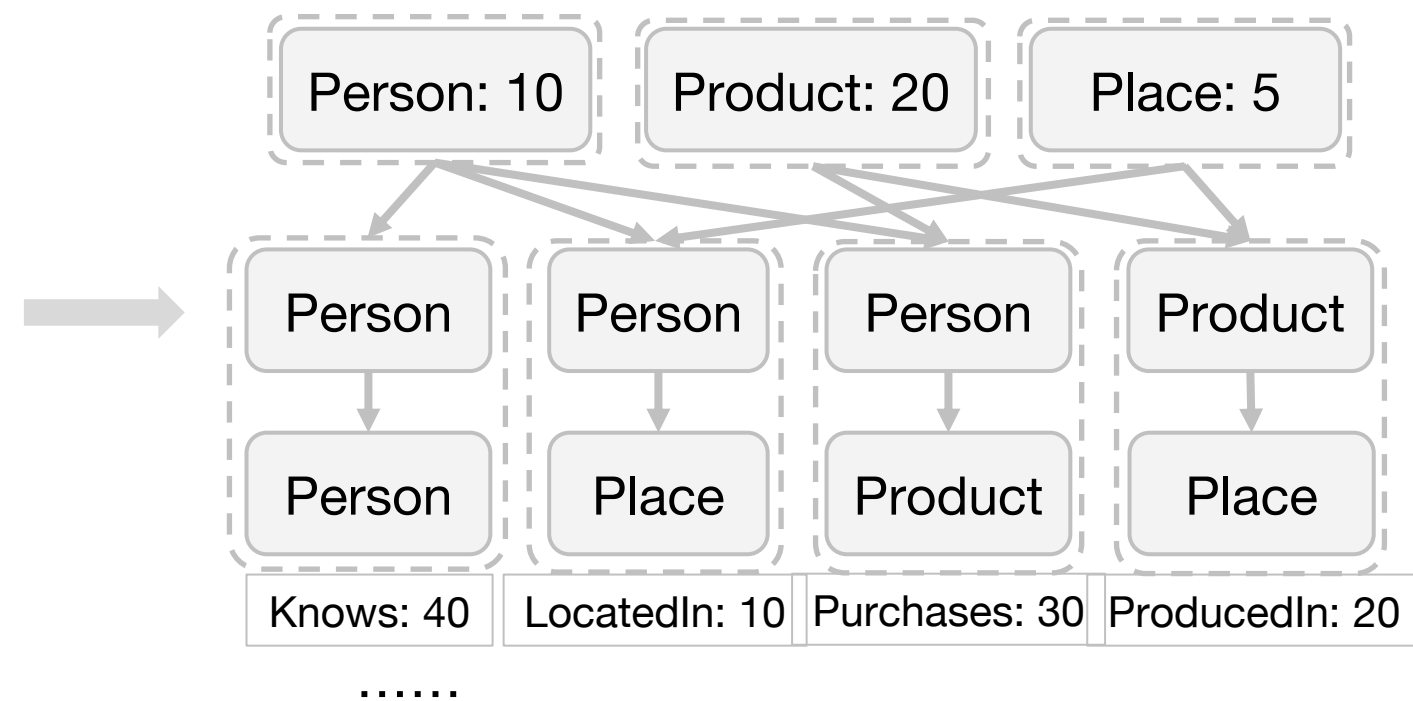 Person: 10
Product: 20
Place: 5
Person
Person
Person
Product
Person
Place
Product
Place
Knows: 40
LocatedIn: 10
Purchases: 30
ProducedIn: 20
......